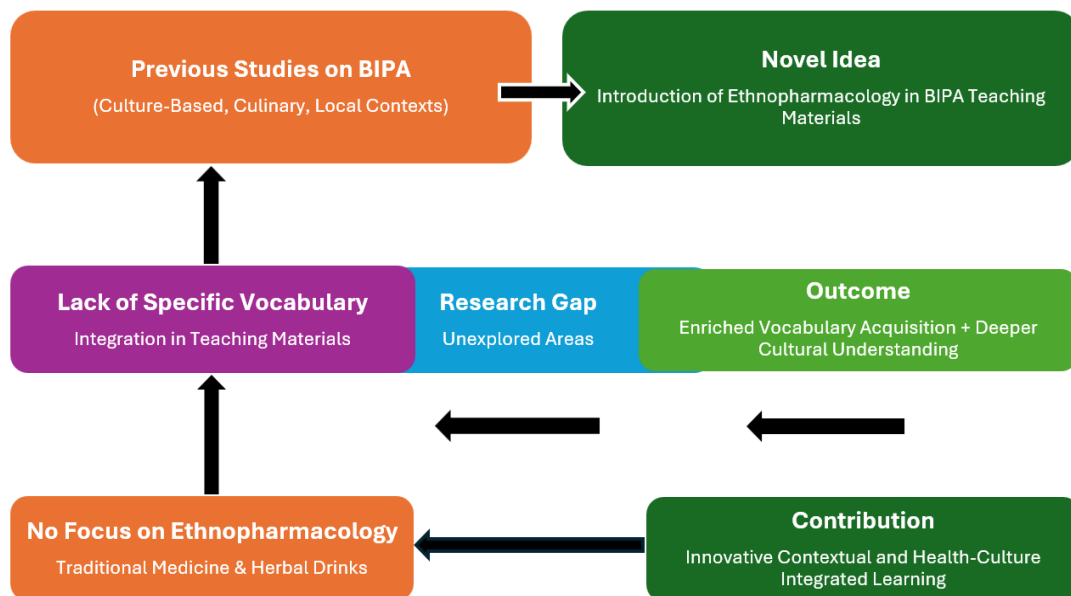 Previous Studies on BIPA
(Culture-Based, Culinary, Local Contexts)
Novel Idea
Introduction of Ethnopharmacology in BIPA Teaching
Materials
Lack of Specific Vocabulary
Integration in Teaching Materials
Research Gap
Unexplored Areas
Outcome
Enriched Vocabulary Acquisition + Deeper
Cultural Understanding
No Focus on Ethnopharmacology
Traditional Medicine & Herbal Drinks
Contribution
Innovative Contextual and Health-Culture
Integrated Learning